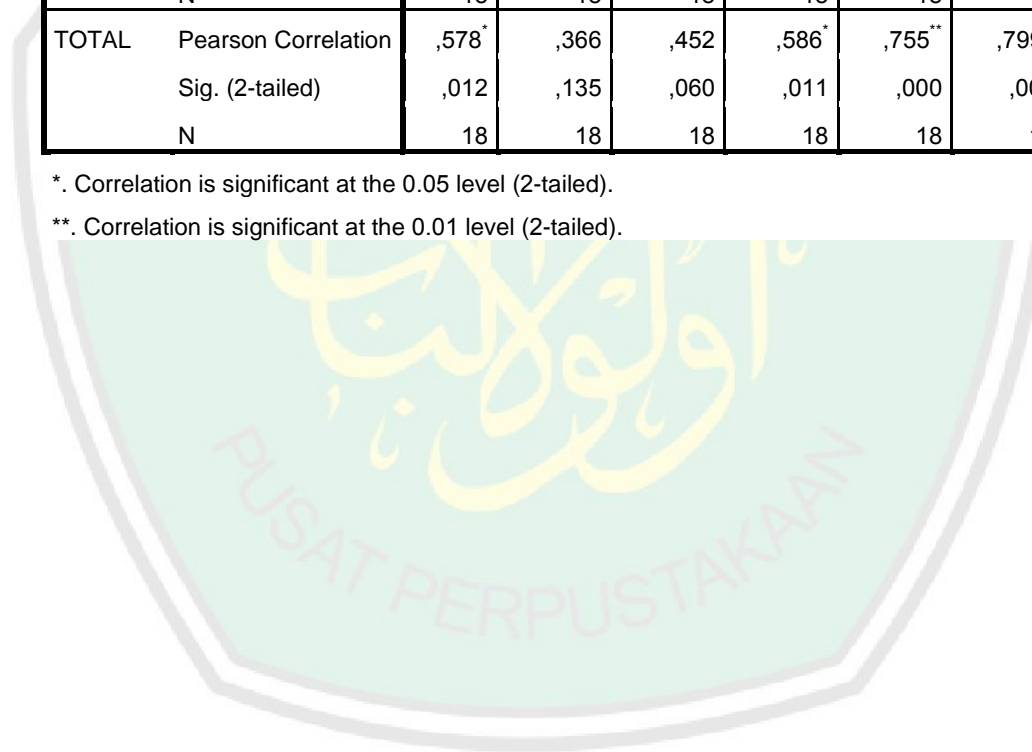 TOTAL Pearson Correlation ,578* ,366 ,452 ,586* ,755**
Sig. (2-tailed) ,012 ,135 ,060 ,011 ,000
N 18 18 18 18 18
*. Correlation is significant at the 0.05 level (2-tailed).
**. Correlation is significant at the 0.01 level (2-tailed).
PUSAT PERPUSTAKAAN